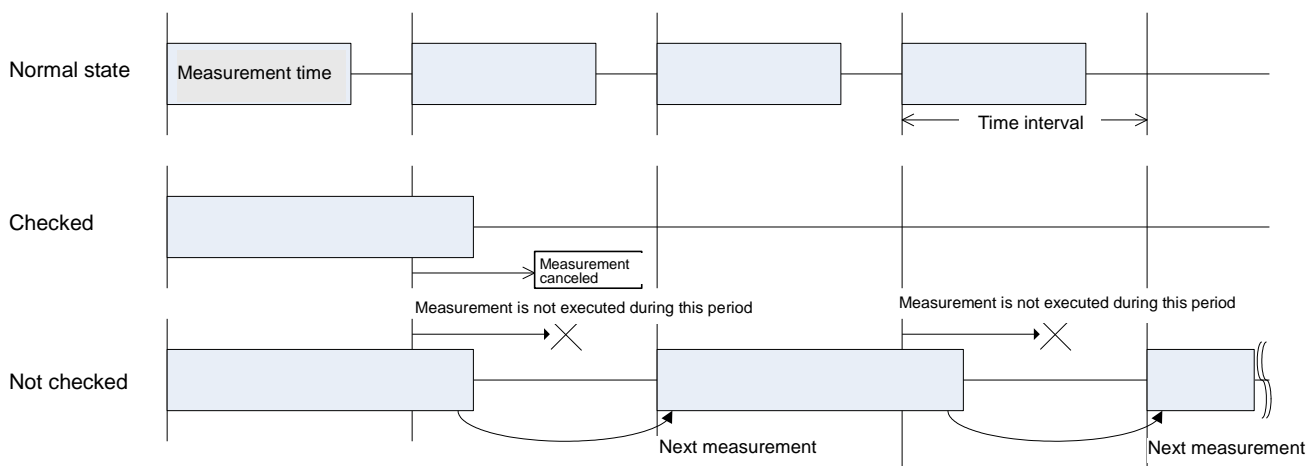 Normal state
Measurement time
Time interval
Checked
Measurement
canceled
Measurement is not executed during this period
Measurement is not executed during this period
Not checked
Next measurement
Next measurement